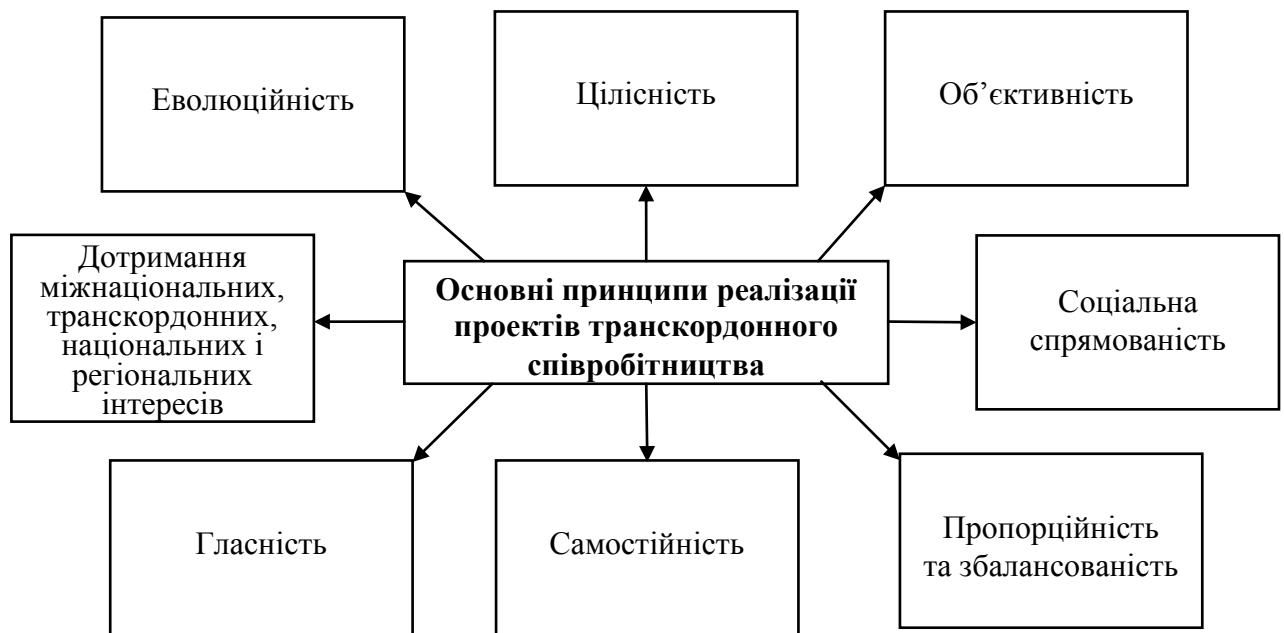 Еволюційність
Цілісність
Об’єктивність
Дотримання
міжнаціональних,
транскордонних,
національних і
регіональних
інтересів
Основні принципи реалізації
проектів транскордонного
співробітництва
Соціальна
спрямованість
Гласність
Самостійність
Пропорційність
та збалансованість